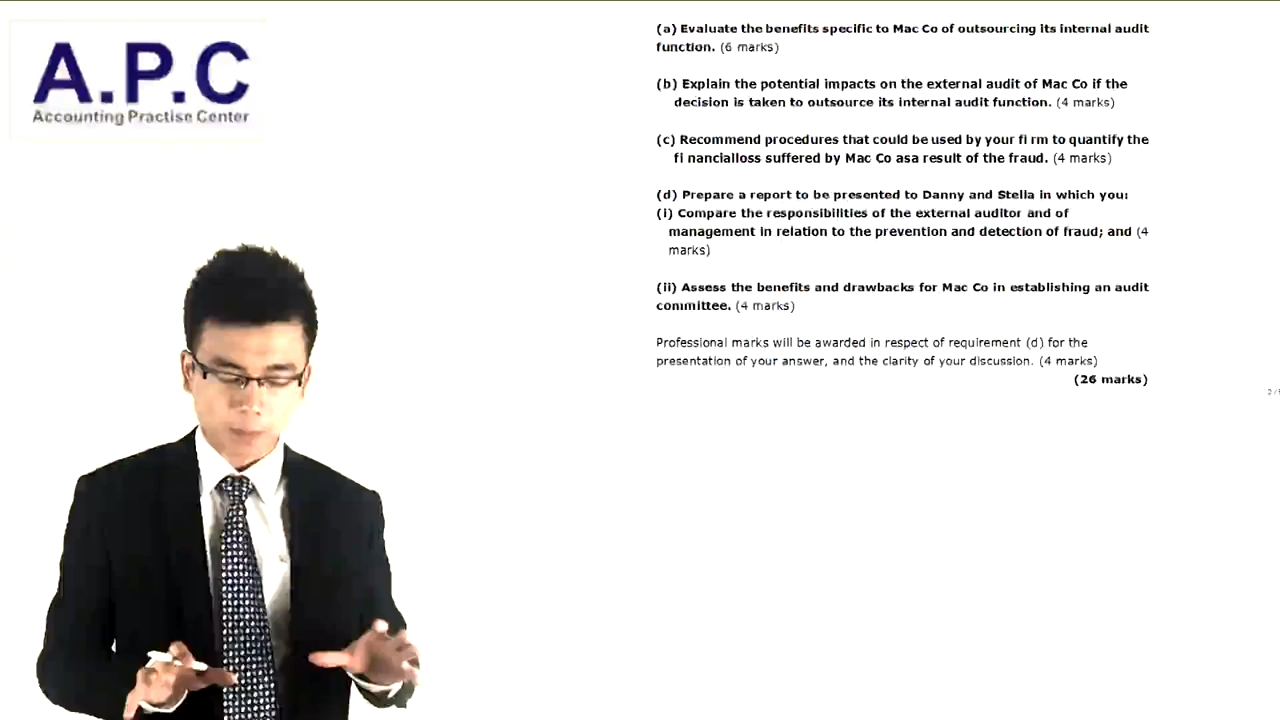 A.P.C
Accounting Practise Center
(a) Evaluate the benefits specific to Mac Co of outsourcing its internal audit
function. (6 marks)
(b) Explain the potential impacts on the external audit of Mac Co if the
decision is taken to outsource its internal audit function. (4 marks)
(c) Recommend procedures that could be used by your fi rm to quantify the
fi nancialloss suffered by Mac Co asa result of the fraud. (4 marks)
(d) Prepare a report to be presented to Danny and Stella in which you:
(i) Compare the responsibilities of the external auditor and of
management in relation to the prevention and detection of fraud; and (4
marks)
(ii) Assess the benefits and drawbacks for Mac Co in establishing an audit
committee. (4 marks)
Professional marks will be awarded in respect of requirement (d) for the
presentation of your answer, and the clarity of your discussion. (4 marks)
(26 marks)